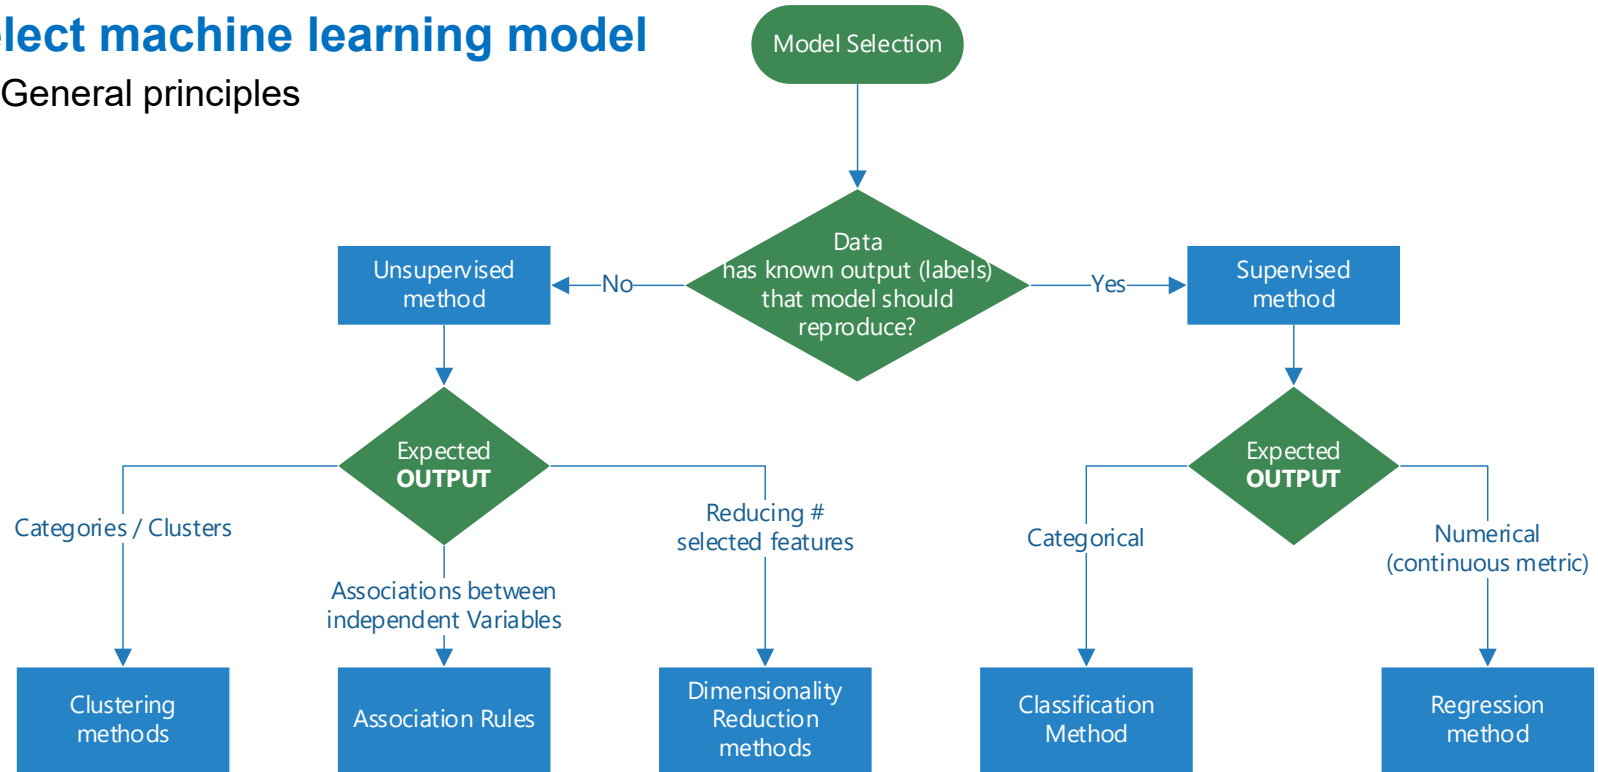 lect machine learning model
General principles
Model Selection
Data
has known output (labels)
that model should
reproduce?
No
Yes
Unsupervised
method
Supervised
method
Expected
OUTPUT
Expected
OUTPUT
Categories / Clusters
Associations between
independent Variables
Reducing #
selected features
Categorical
Numerical
(continuous metric)
Clustering
methods
Association Rules
Dimensionality
Reduction
methods
Classification
Method
Regression
method